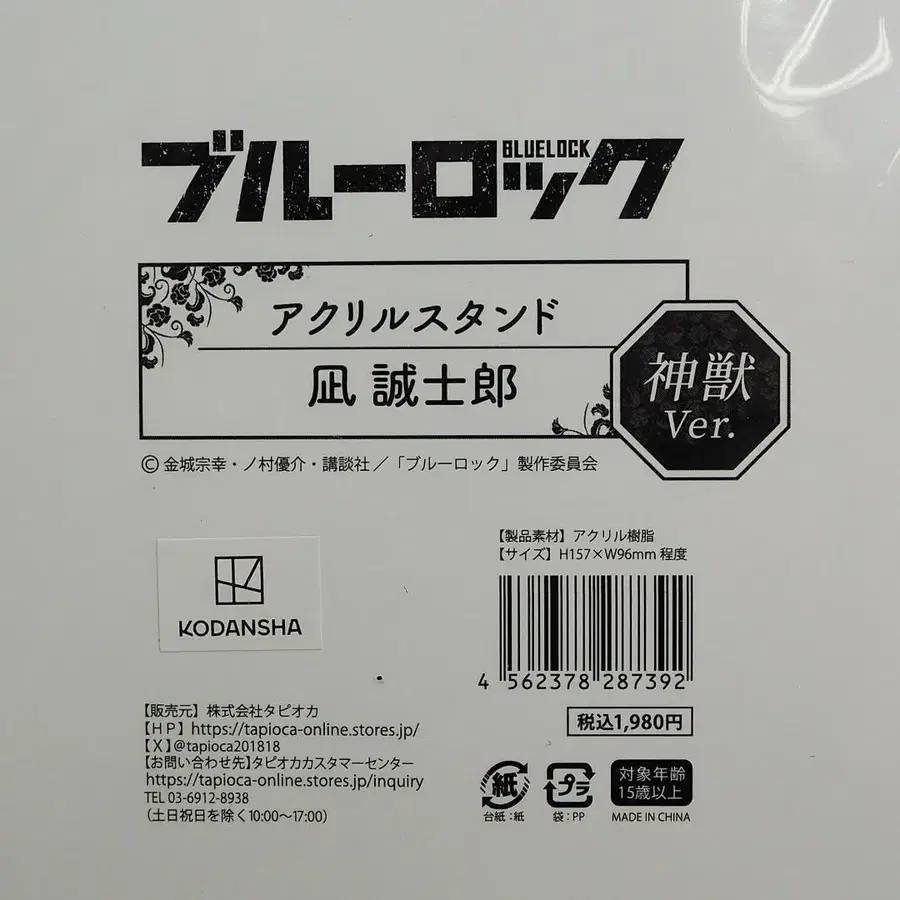 ブルーロック
BLUELOCK
アクリルスタンド
凪 誠士郎
神獣
Ver.
© 金城宗幸・ノ村優介・講談社／「ブルーロック」製作委員会
【製品素材】アクリル樹脂
【サイズ】H157×W96mm 程度
KODANSHA
4 562378 287392
税込1,980円
【販売元】株式会社タピオカ
【HP】https://tapioca-online.stores.jp/
【X】@tapioca201818
【お問い合わせ先】タピオカカスタマーセンター
https://tapioca-online.stores.jp/inquiry
TEL 03-6912-8938
（土日祝日を除く10:00〜17:00）
紙
台紙：紙
プラ
袋：PP
対象年齢
15歳以上
MADE IN CHINA